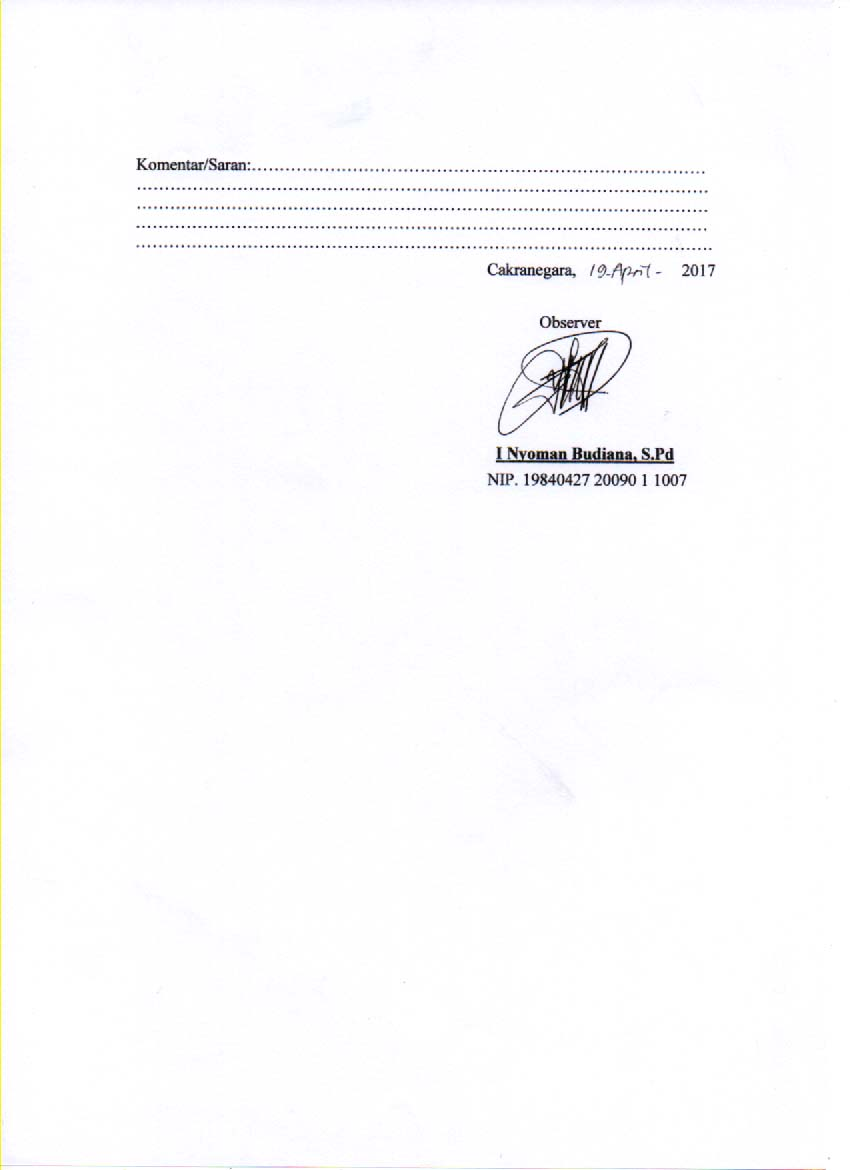 Komentar/Saran:...............................................................................
....................................................................................................
....................................................................................................
....................................................................................................
....................................................................................................
Cakranegara, 19-April- 2017
Observer
I Nyoman Budiana, S.Pd
NIP. 19840427 20090 1 1007